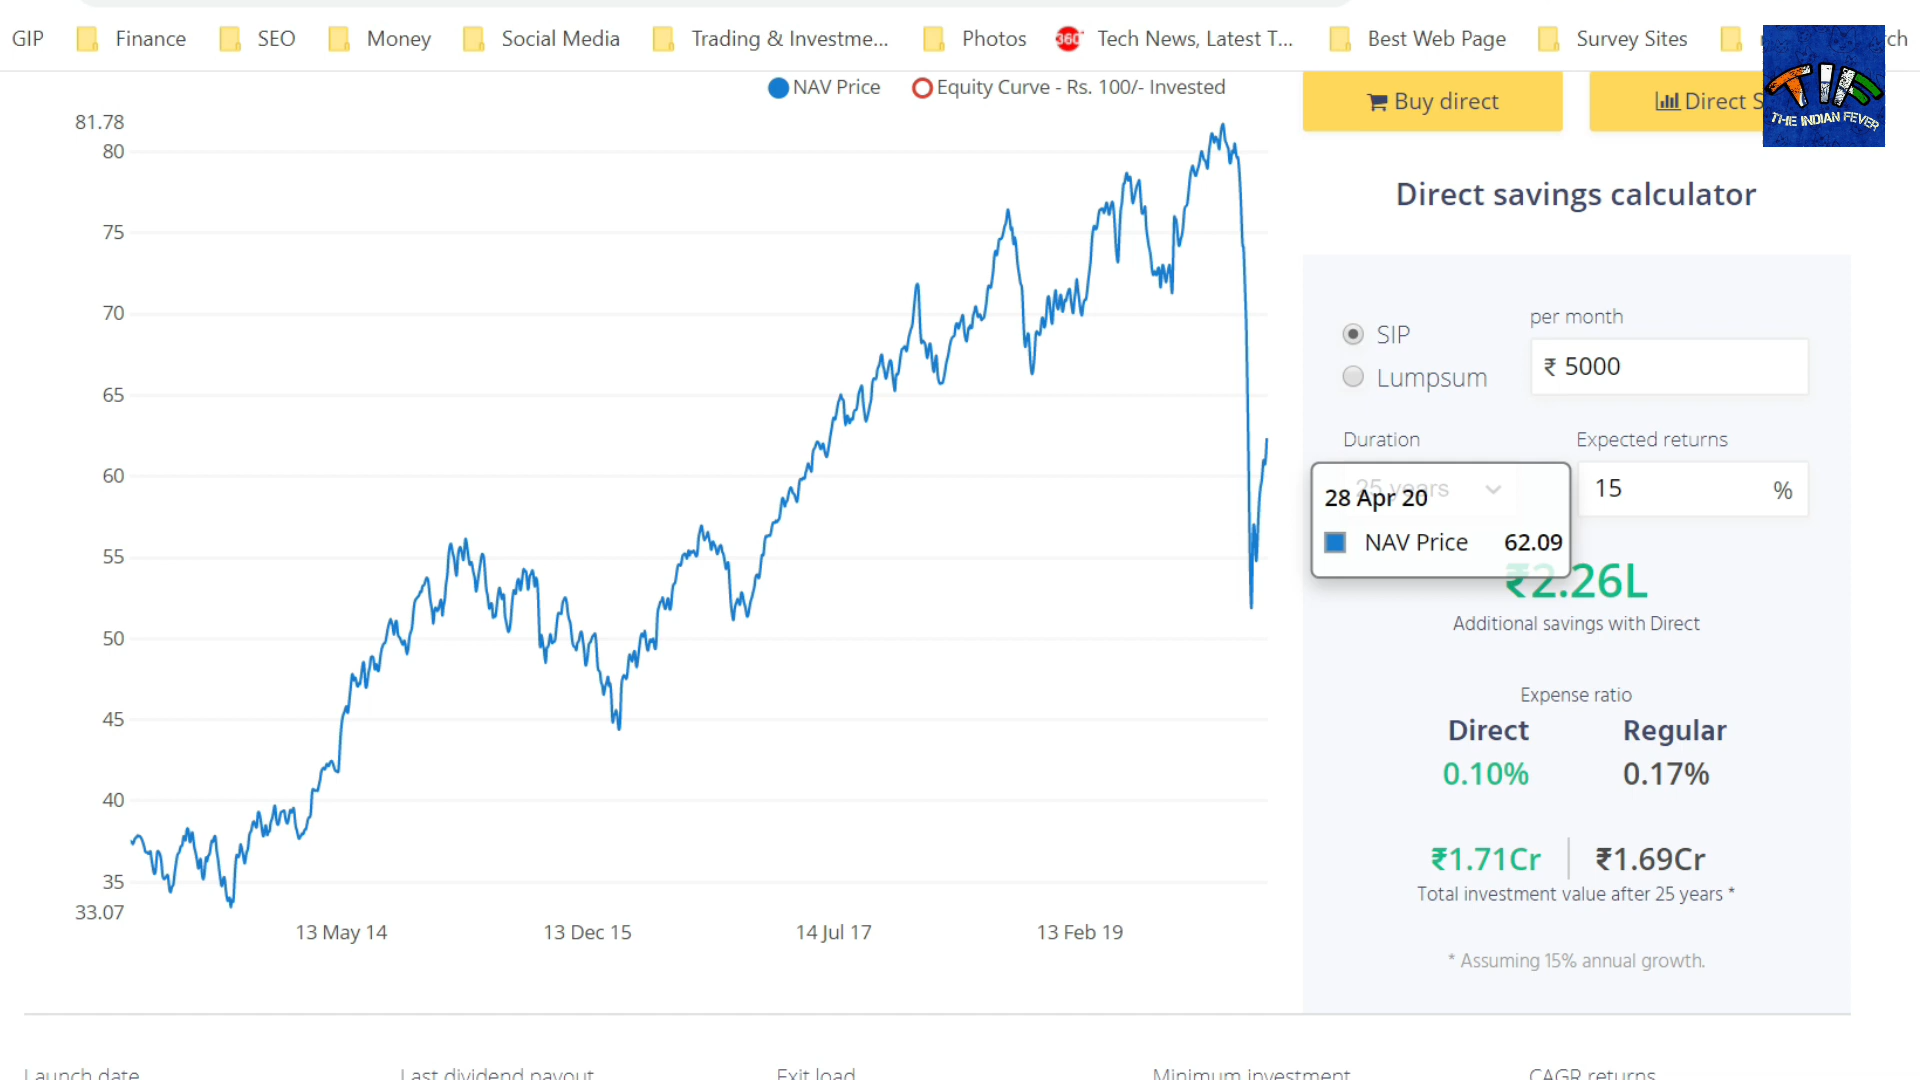 GIP Finance SEO Money Social Media Trading & Investme... Photos 360 Tech News, Latest T... Best Web Page Survey Sites ch
NAV Price Equity Curve - Rs. 100/- Invested
Buy direct
Direct S
TIF
THE INDIAN FEVER
81.78
80
75
70
65
60
55
50
45
40
35
33.07
13 May 14 13 Dec 15 14 Jul 17 13 Feb 19
Direct savings calculator
SIP
Lumpsum
per month
₹ 5000
Duration
Expected returns
25 years
15 %
28 Apr 20
NAV Price 62.09
₹2.26L
Additional savings with Direct
Expense ratio
Direct Regular
0.10% 0.17%
₹1.71Cr ₹1.69Cr
Total investment value after 25 years *
* Assuming 15% annual growth.
Launch date Last dividend payout Exit load Minimum investment CAGR returns